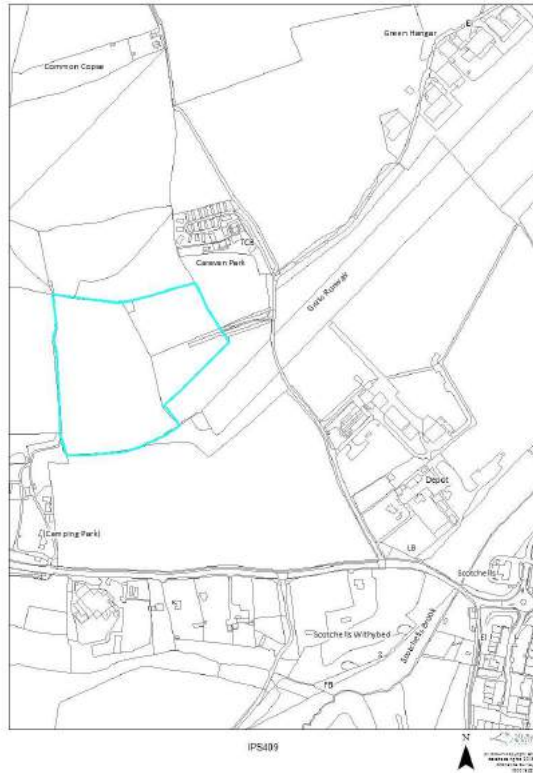 Green Hangar
El
Common Copse
TCB
Caravan Park
Grass Runway
Depot
(Camping Park)
LB
Scotchells
Scotchells Brook
El
Scotchells Withybed
FB
IPS409
N